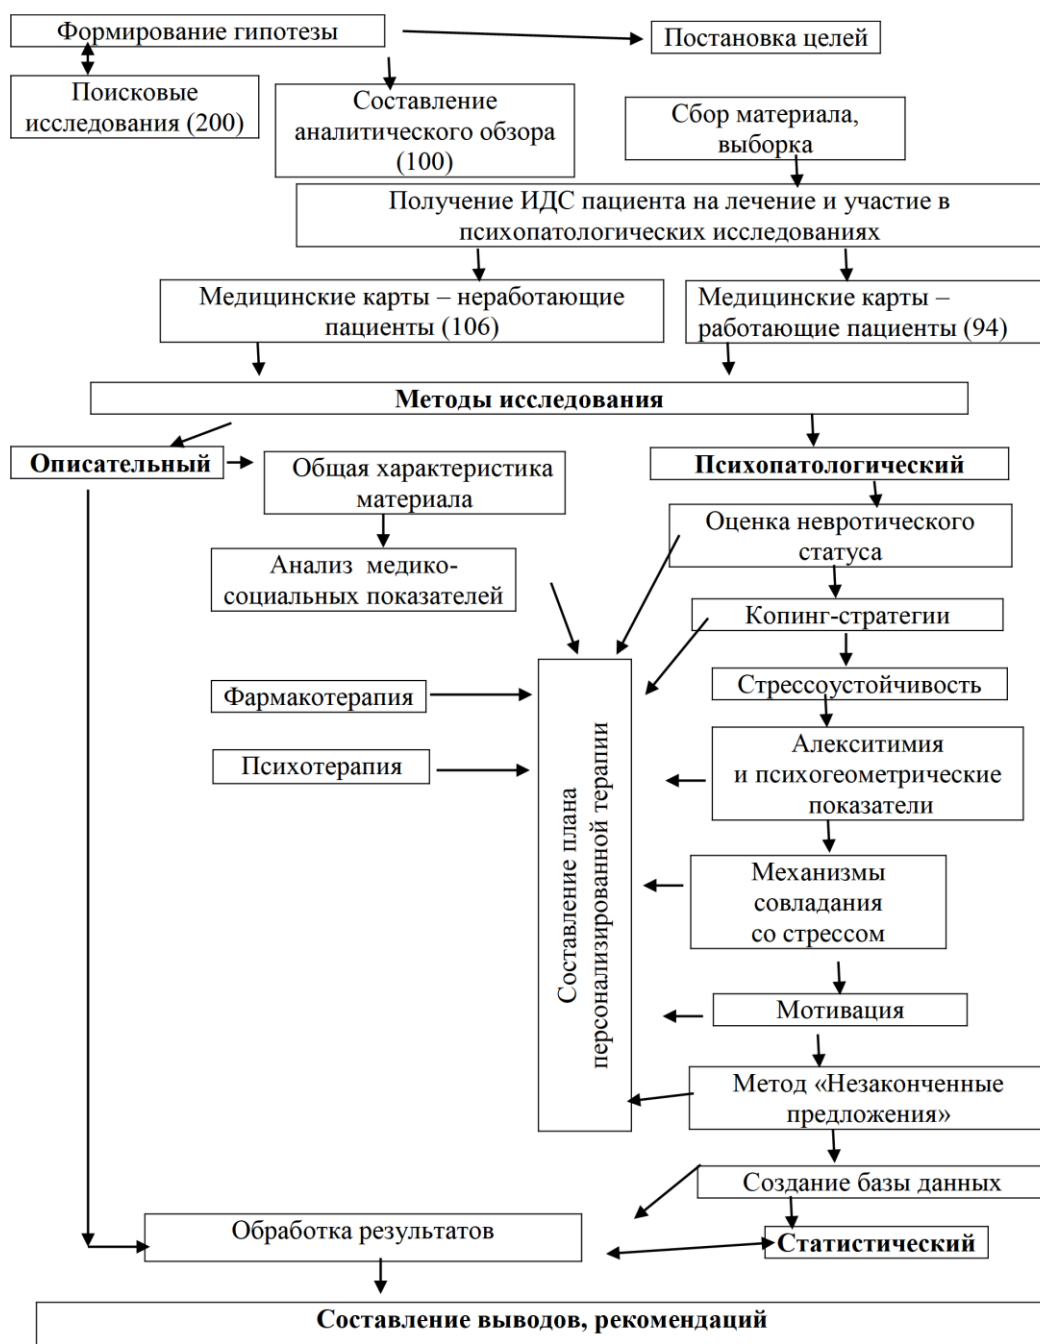 Формирование гипотезы
Постановка целей
Поисковые
исследования (200)
Составление
аналитического обзора
(100)
Сбор материала,
выборка
Получение ИДС пациента на лечение и участие в
психопатологических исследованиях
Медицинские карты – неработающие
пациенты (106)
Медицинские карты –
работающие пациенты (94)
Методы исследования
Описательный
Общая характеристика
материала
Психопатологический
Анализ медико-
социальных показателей
Оценка невротического
статуса
Копинг-стратегии
Фармакотерапия
Стрессоустойчивость
Психотерапия
Алекситимия
и психогеометрические
показатели
Составление плана
персонализированной терапии
Механизмы
совладания
со стрессом
Мотивация
Метод «Незаконченные
предложения»
Создание базы данных
Обработка результатов
Статистический
Составление выводов, рекомендаций